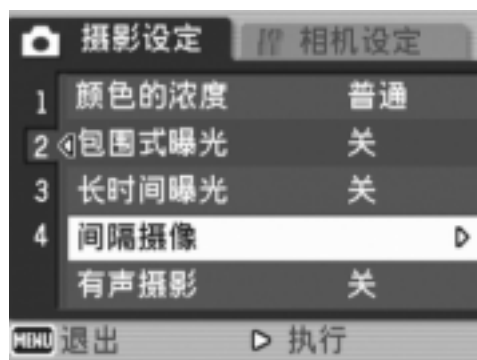 摄影设定 相机设定
1 颜色的浓度 普通
2 包围式曝光 关
3 长时间曝光 关
4 间隔摄像
有声摄影 关
MENU 退出 执行